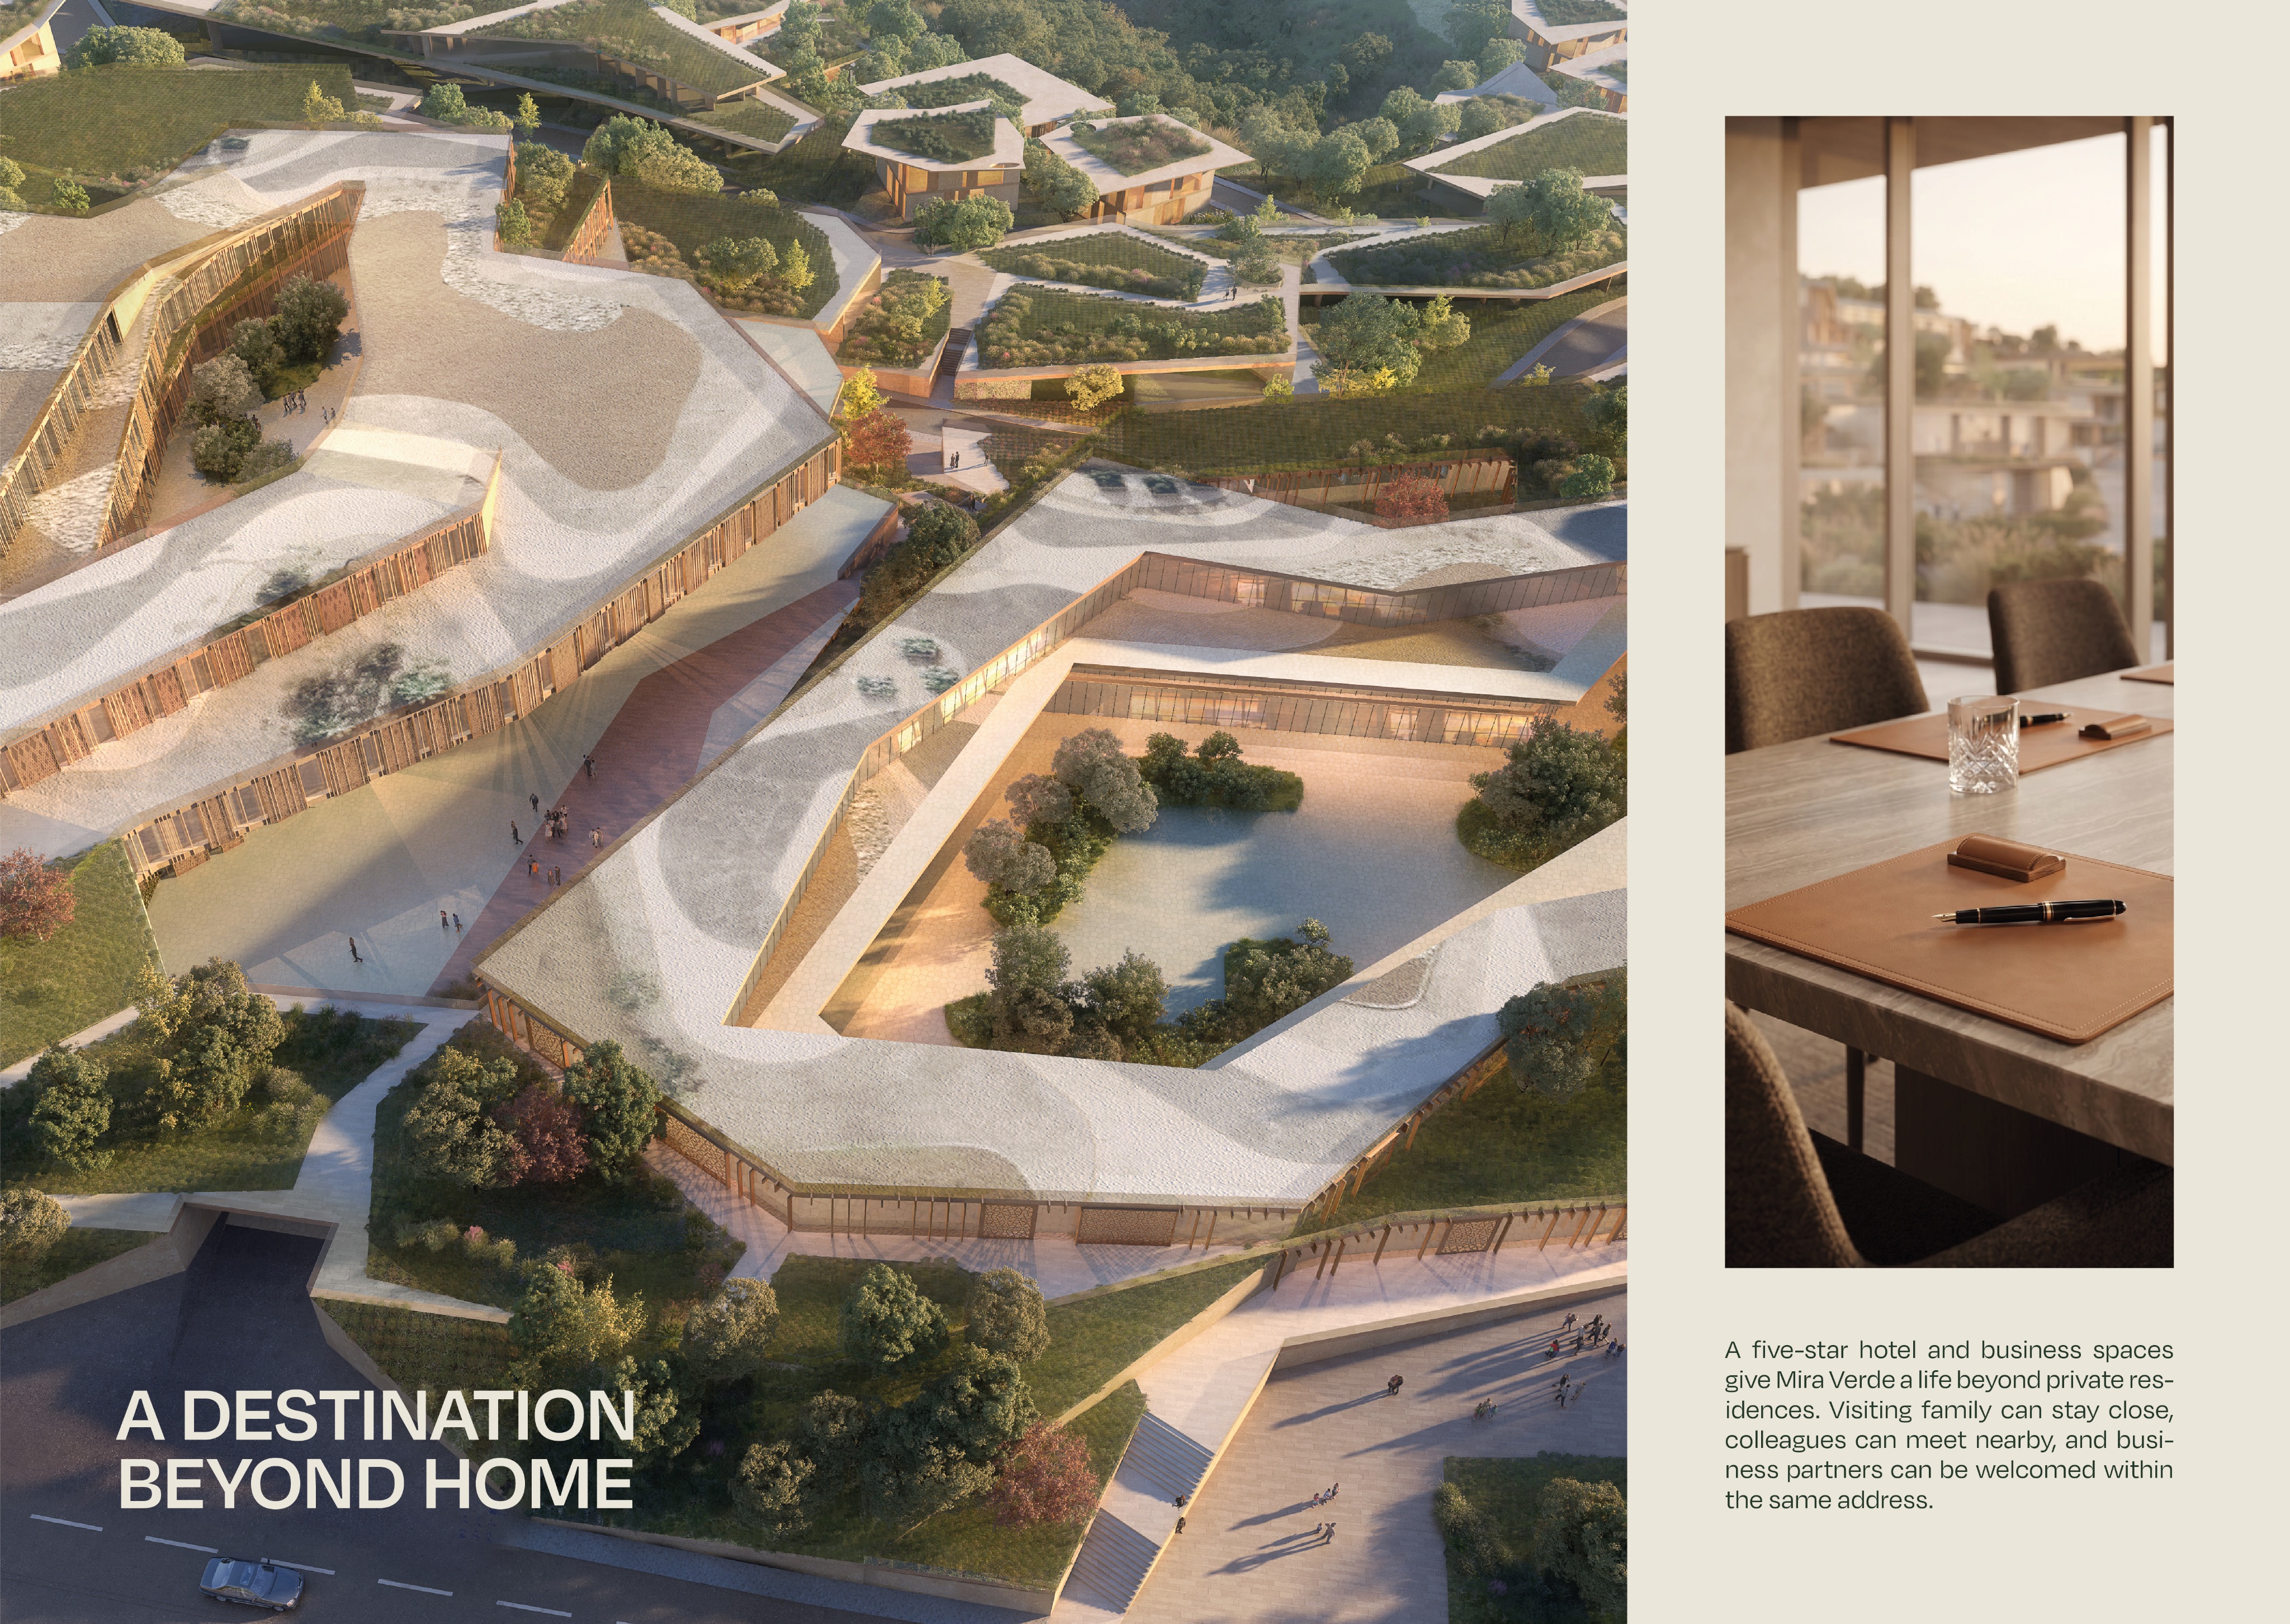 A DESTINATION
BEYOND HOME
A five-star hotel and business spaces
give Mira Verde a life beyond private res-
idences. Visiting family can stay close,
colleagues can meet nearby, and busi-
ness partners can be welcomed within
the same address.